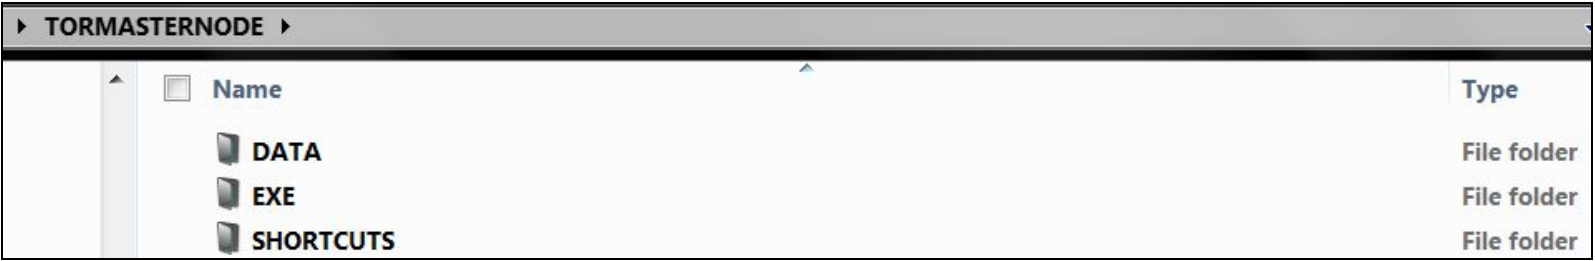 TORMASTERNODE
Name Type
DATA File folder
EXE File folder
SHORTCUTS File folder